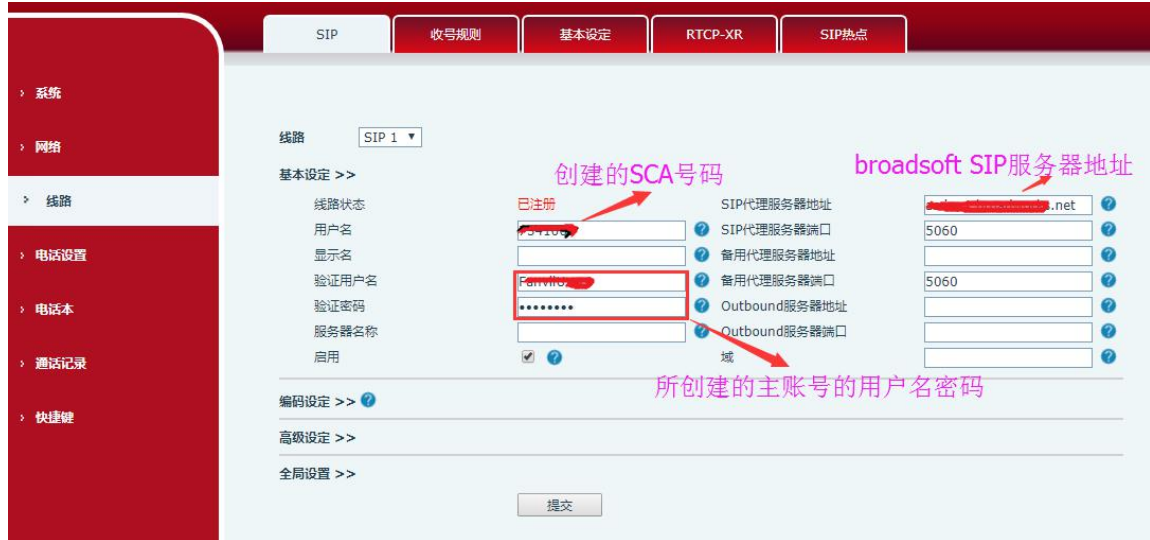 SIP 收号规则 基本设定 RTCP-XR SIP热点
› 系统
› 网络
› 线路
› 电话设置
› 电话本
› 通话记录
› 快捷键
线路 SIP 1
基本设定 >>
创建的SCA号码
broadsoft SIP服务器地址
线路状态 已注册 SIP代理服务器地址 .net
用户名 SIP代理服务器端口 5060
显示名 备用代理服务器地址
验证用户名 备用代理服务器端口 5060
验证密码 •••••••• Outbound服务器地址
服务器名称 Outbound服务器端口
启用 域
所创建的主账号的用户名密码
编码设定 >>
高级设定 >>
全局设置 >>
提交